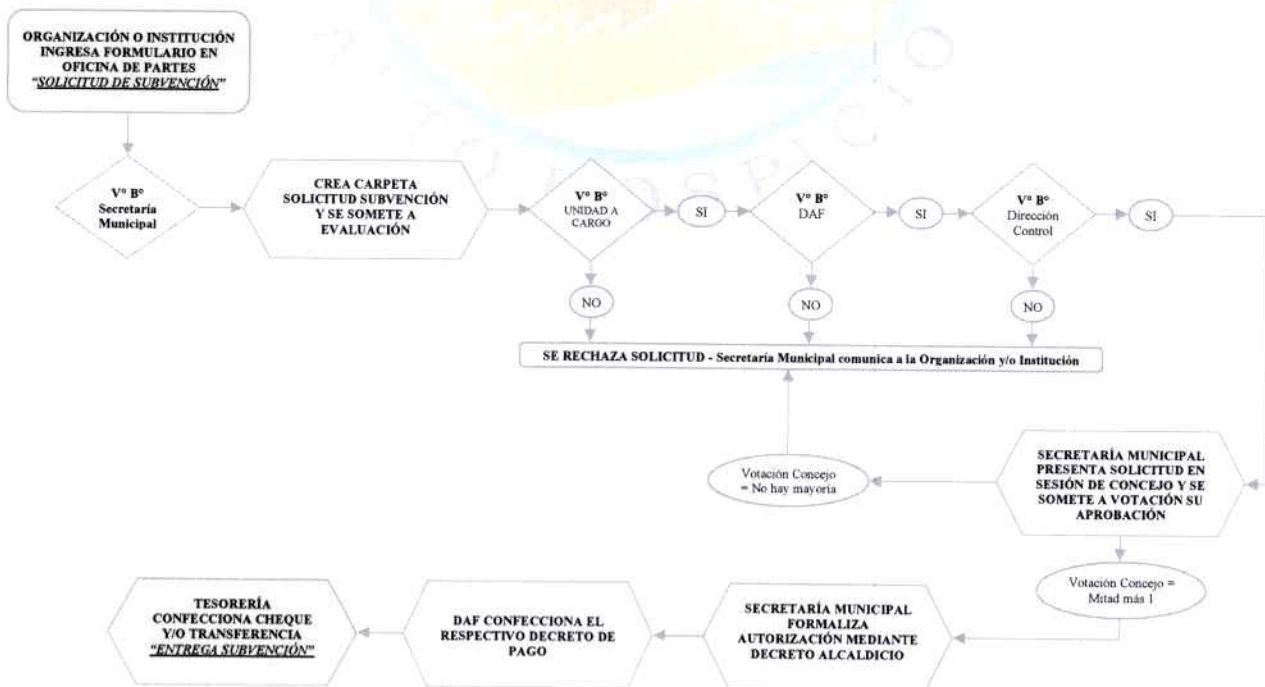 ORGANIZACIÓN O INSTITUCIÓN
INGRESA FORMULARIO EN
OFICINA DE PARTES
"SOLICITUD DE SUBVENCIÓN"
V° B°
Secretaría
Municipal
CREA CARPETA
SOLICITUD SUBVENCIÓN
Y SE SOMETE A
EVALUACIÓN
V° B°
UNIDAD A
CARGO
SI
V° B°
DAF
SI
V° B°
Dirección
Control
SI
NO
NO
NO
SE RECHAZA SOLICITUD - Secretaría Municipal comunica a la Organización y/o Institución
Votación Concejo
= No hay mayoría
SECRETARÍA MUNICIPAL
PRESENTA SOLICITUD EN
SESIÓN DE CONCEJO Y SE
SOMETE A VOTACIÓN SU
APROBACIÓN
Votación Concejo =
Mitad más 1
TESORERÍA
CONFECCIONA CHEQUE
Y/O TRANSFERENCIA
"ENTREGA SUBVENCIÓN"
DAF CONFECCIONA EL
RESPECTIVO DECRETO DE
PAGO
SECRETARÍA MUNICIPAL
FORMALIZA
AUTORIZACIÓN MEDIANTE
DECRETO ALCALDICIO